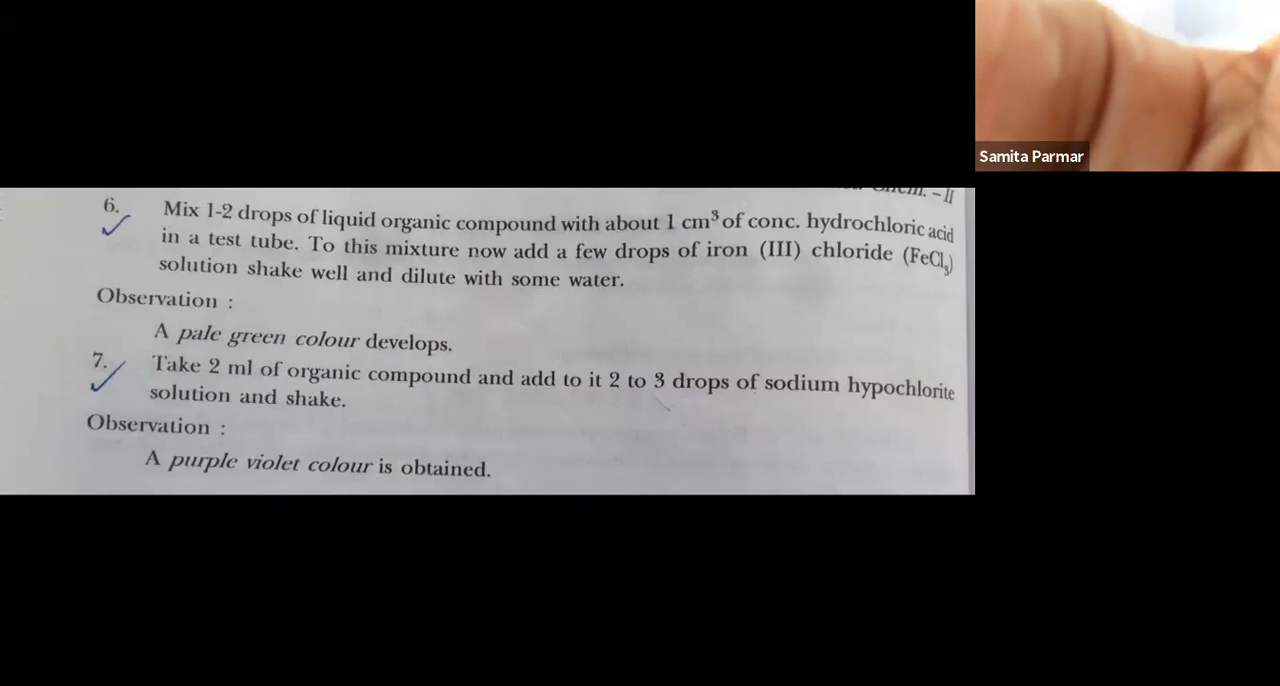 Samita Parmar
Chem. – II
6. Mix 1-2 drops of liquid organic compound with about 1 cm³ of conc. hydrochloric acid
in a test tube. To this mixture now add a few drops of iron (III) chloride (FeCl₃)
solution shake well and dilute with some water.
Observation :
A pale green colour develops.
7. Take 2 ml of organic compound and add to it 2 to 3 drops of sodium hypochlorite
solution and shake.
Observation :
A purple violet colour is obtained.